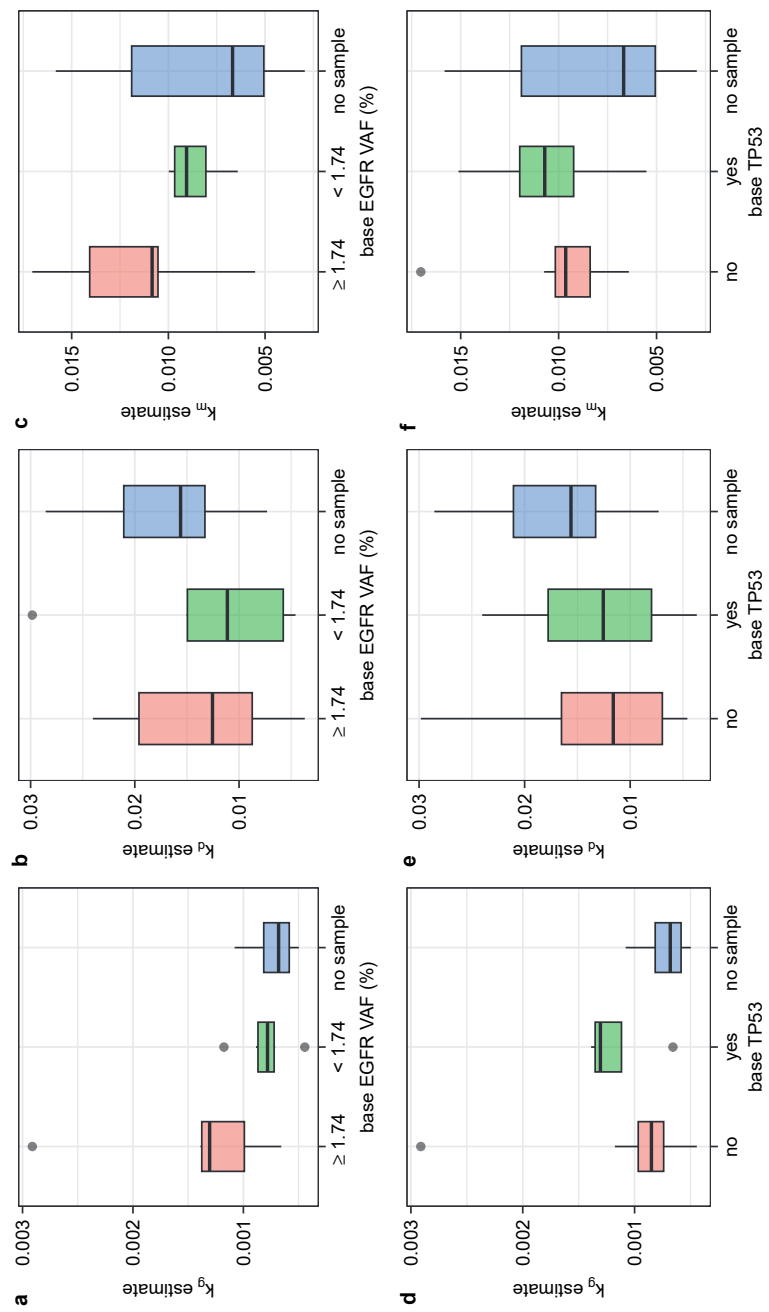 a
k_g estimate
0.003
0.002
0.001
≥ 1.74
< 1.74
no sample
base EGFR VAF (%)
b
k_d estimate
0.03
0.02
0.01
≥ 1.74
< 1.74
no sample
base EGFR VAF (%)
c
k_m estimate
0.015
0.010
0.005
≥ 1.74
< 1.74
no sample
base EGFR VAF (%)
d
k_g estimate
0.003
0.002
0.001
no
yes
no sample
base TP53
e
k_d estimate
0.03
0.02
0.01
no
yes
no sample
base TP53
f
k_m estimate
0.015
0.010
0.005
no
yes
no sample
base TP53